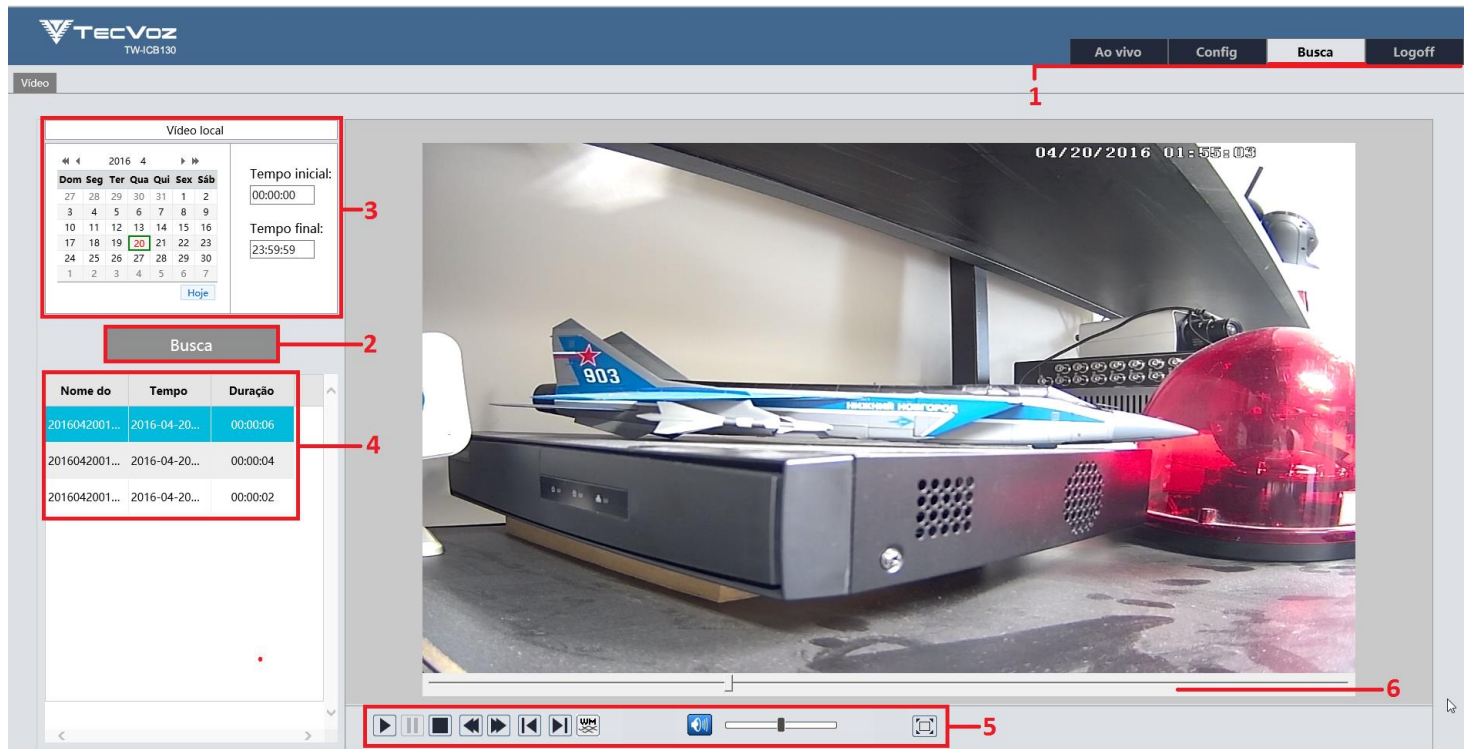 TECVOZ
TW-ICB130
Ao vivo Config Busca Logoff
1
Vídeo
Vídeo local
2016 4
Dom Seg Ter Qua Qui Sex Sáb
27 28 29 30 31 1 2
3 4 5 6 7 8 9
10 11 12 13 14 15 16
17 18 19 20 21 22 23
24 25 26 27 28 29 30
1 2 3 4 5 6 7
Hoje
Tempo inicial:
00:00:00
Tempo final:
23:59:59
3
Busca
2
Nome do Tempo Duração
2016042001... 2016-04-20... 00:00:06
2016042001... 2016-04-20... 00:00:04
2016042001... 2016-04-20... 00:00:02
4
04/20/2016 01:55:03
903
НИЖНИЙ НОВГОРОД
6
WM
5